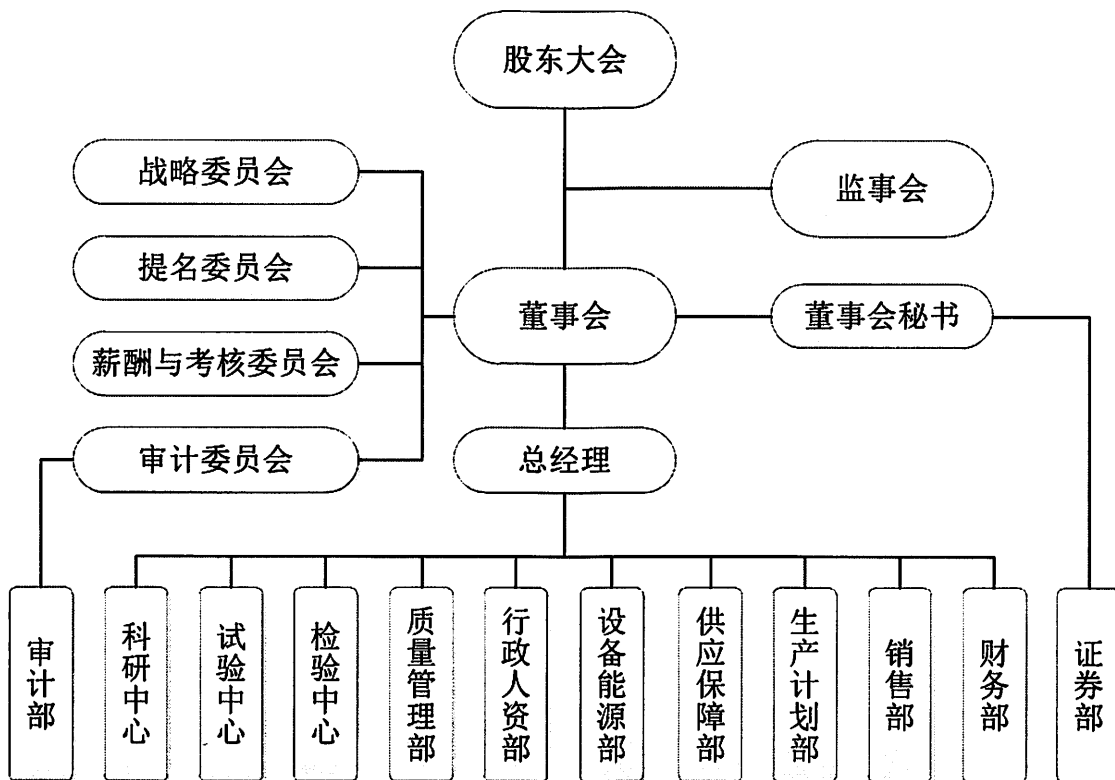 股东大会
战略委员会
监事会
提名委员会
董事会
董事会秘书
薪酬与考核委员会
审计委员会
总经理
审计部
科研中心
试验中心
检验中心
质量管理部
行政人资部
设备能源部
供应保障部
生产计划部
销售部
财务部
证券部